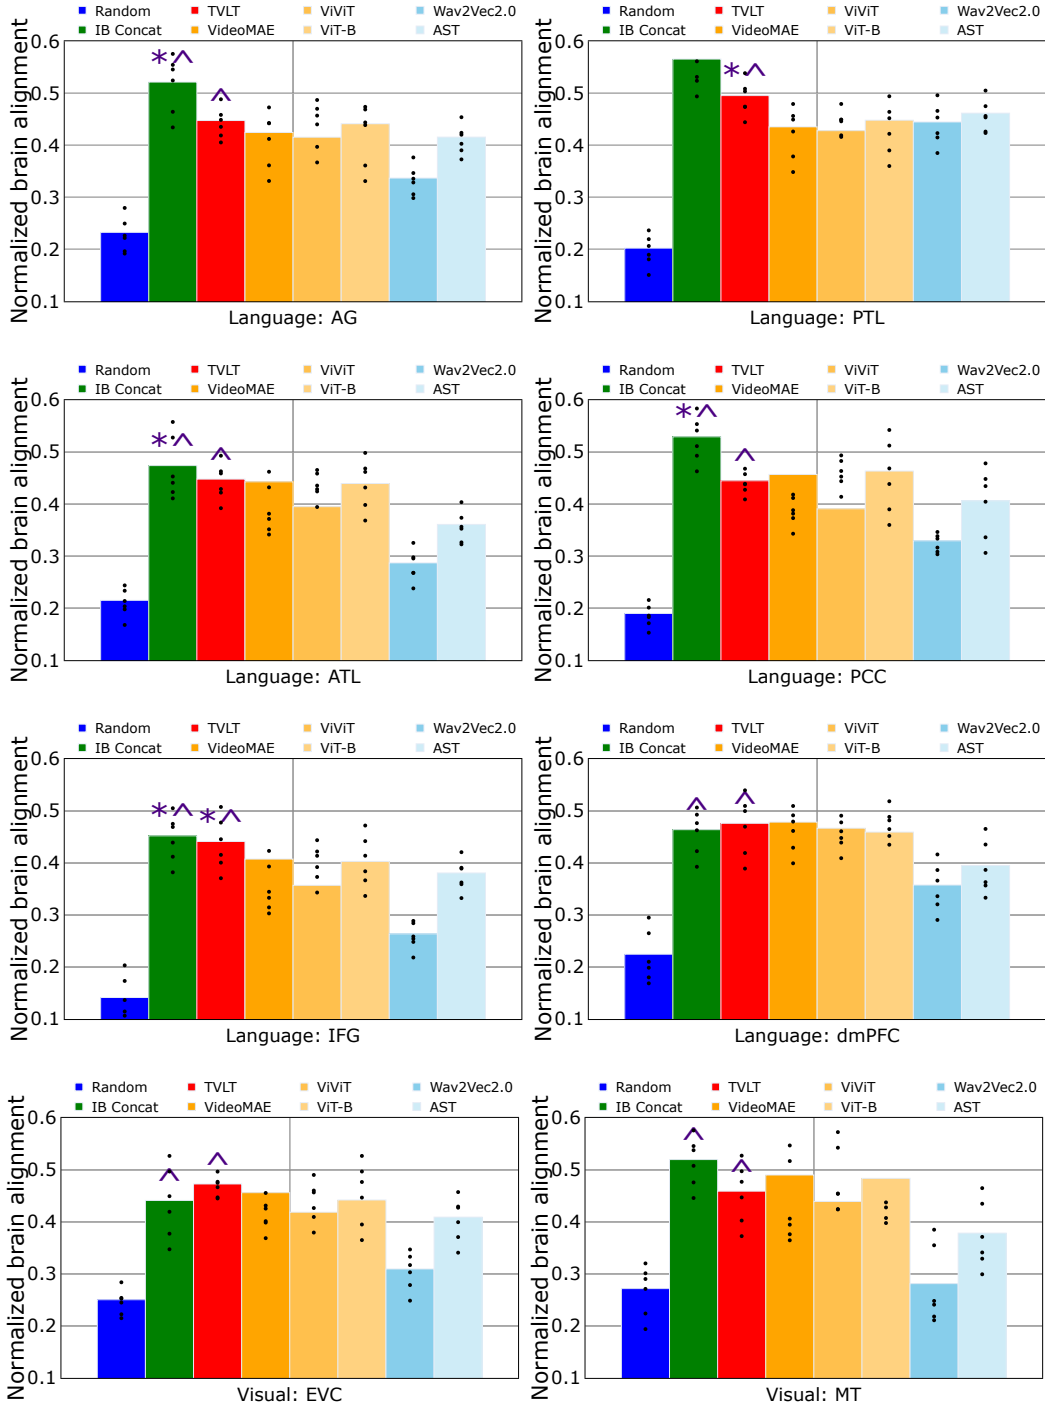 Random TVLT ViViT Wav2Vec2.0
IB Concat VideoMAE ViT-B AST
Normalized brain alignment
0.6
0.5
0.4
0.3
0.2
0.1
* ^ ^
Language: AG
Random TVLT ViViT Wav2Vec2.0
IB Concat VideoMAE ViT-B AST
Normalized brain alignment
0.6
0.5
0.4
0.3
0.2
0.1
* ^
Language: PTL
Random TVLT ViViT Wav2Vec2.0
IB Concat VideoMAE ViT-B AST
Normalized brain alignment
0.6
0.5
0.4
0.3
0.2
0.1
* ^ ^
Language: ATL
Random TVLT ViViT Wav2Vec2.0
IB Concat VideoMAE ViT-B AST
Normalized brain alignment
0.6
0.5
0.4
0.3
0.2
0.1
* ^ ^
Language: PCC
Random TVLT ViViT Wav2Vec2.0
IB Concat VideoMAE ViT-B AST
Normalized brain alignment
0.6
0.5
0.4
0.3
0.2
0.1
* ^ * ^
Language: IFG
Random TVLT ViViT Wav2Vec2.0
IB Concat VideoMAE ViT-B AST
Normalized brain alignment
0.6
0.5
0.4
0.3
0.2
0.1
^ ^
Language: dmPFC
Random TVLT ViViT Wav2Vec2.0
IB Concat VideoMAE ViT-B AST
Normalized brain alignment
0.6
0.5
0.4
0.3
0.2
0.1
^ ^
Visual: EVC
Random TVLT ViViT Wav2Vec2.0
IB Concat VideoMAE ViT-B AST
Normalized brain alignment
0.6
0.5
0.4
0.3
0.2
0.1
^ ^
Visual: MT